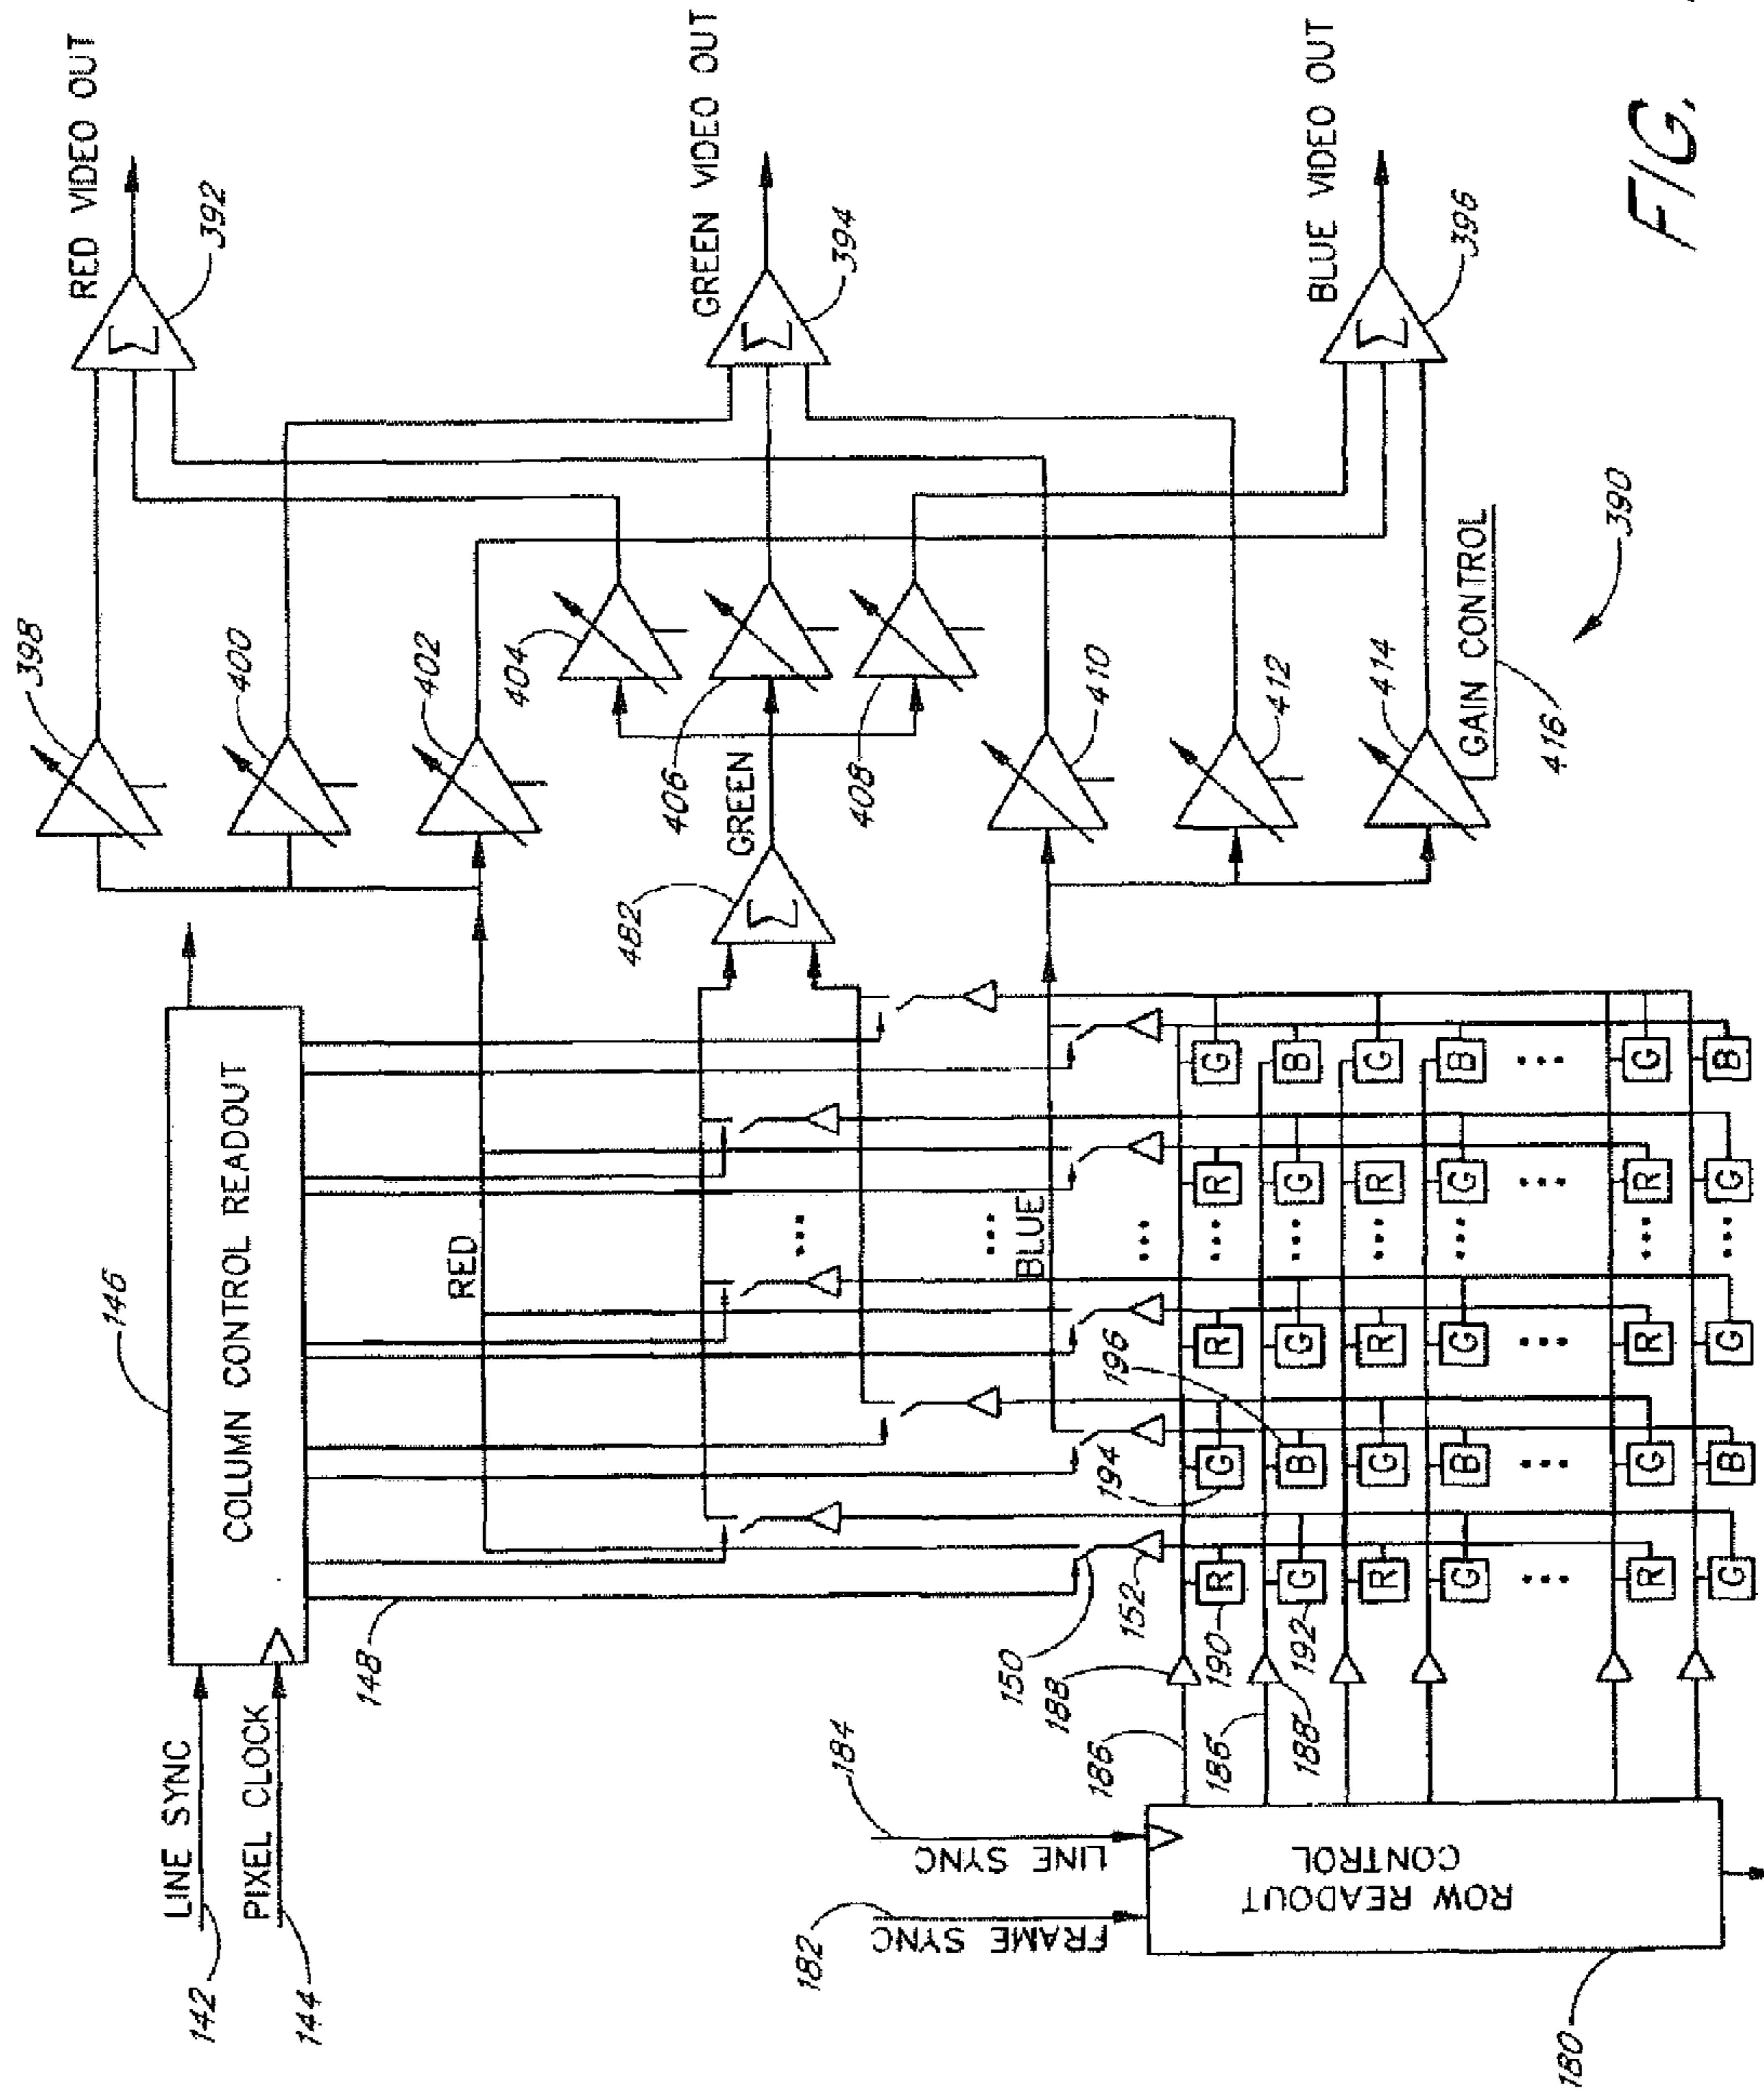 LINE SYNC
142
PIXEL CLOCK
144
146
COLUMN CONTROL READOUT
148
RED
398
400
402
RED VIDEO OUT
392
482
GREEN
404
406
408
GREEN VIDEO OUT
394
BLUE
410
412
414
GAIN CONTROL
416
BLUE VIDEO OUT
396
390
182
FRAME SYNC
184
LINE SYNC
180
ROW READOUT
CONTROL
150
152
186
188
186'
188'
190
192
194
196
R G R ... R G
G B G ... G B
R G R ... R G
G B G ... G B
... ... ... ... ...
R G R ... R G
G B G ... G B
FIG.